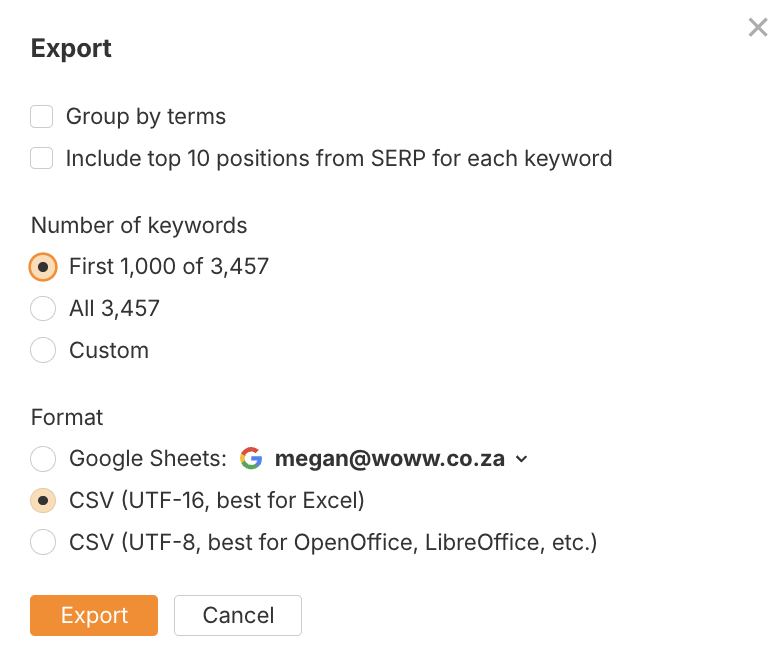 Export
Group by terms
Include top 10 positions from SERP for each keyword
Number of keywords
First 1,000 of 3,457
All 3,457
Custom
Format
Google Sheets: megan@woww.co.za
CSV (UTF-16, best for Excel)
CSV (UTF-8, best for OpenOffice, LibreOffice, etc.)
Export Cancel